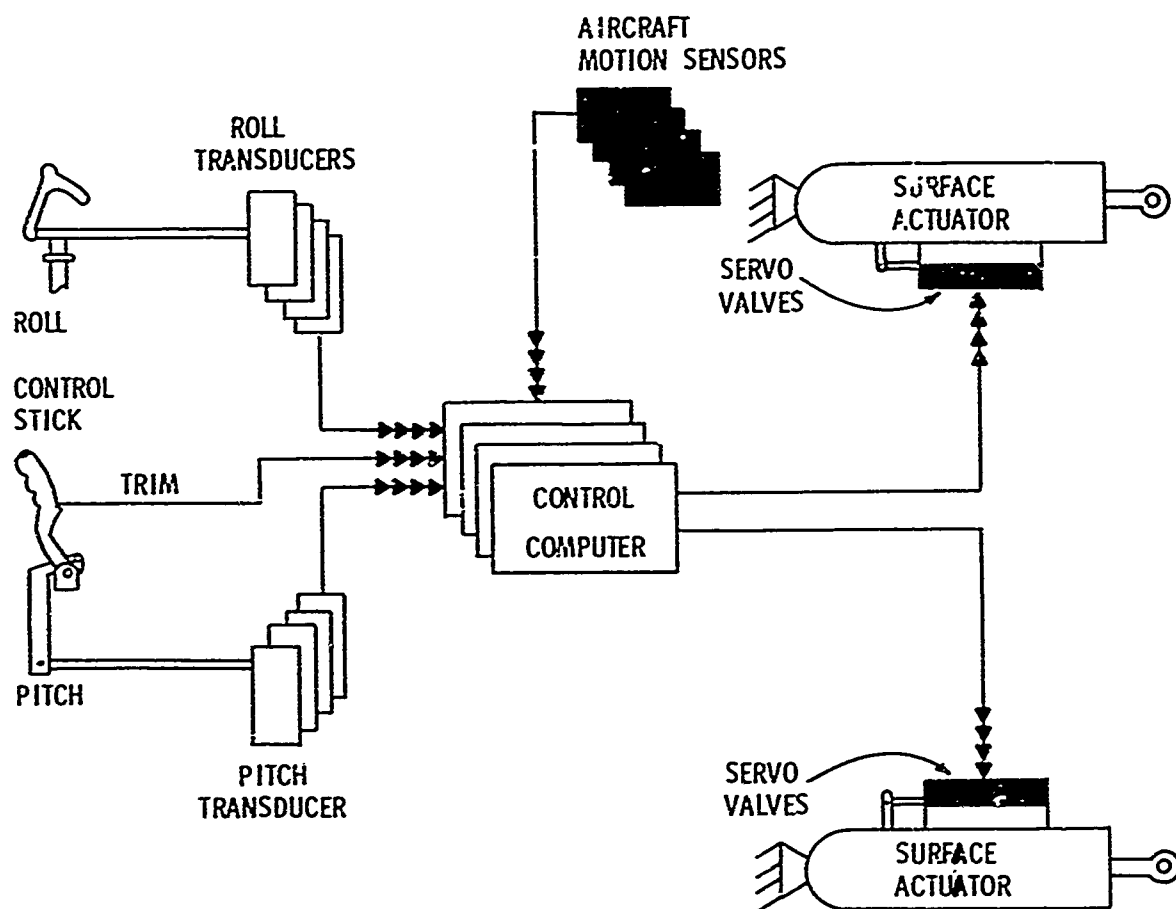 AIRCRAFT
MOTION SENSORS
ROLL
TRANSDUCERS
SURFACE
ACTUATOR
SERVO
VALVES
ROLL
CONTROL
STICK
TRIM
CONTROL
COMPUTER
PITCH
PITCH
TRANSDUCER
SERVO
VALVES
SURFACE
ACTUATOR